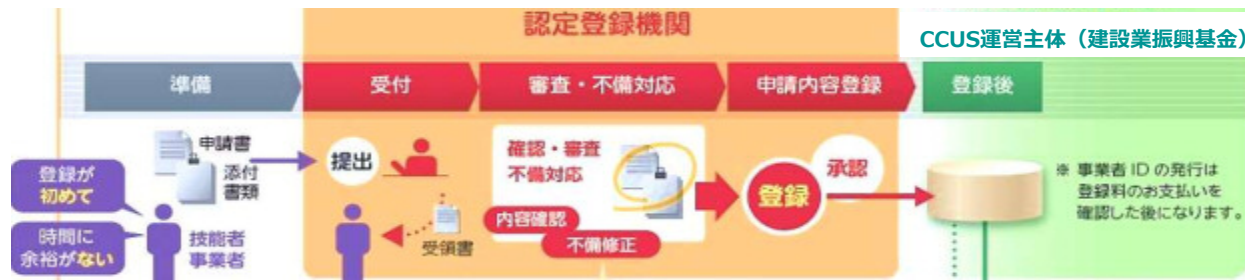 認定登録機関
CCUS運営主体（建設業振興基金）
準備
受付
審査・不備対応
申請内容登録
登録後
申請書
添付
書類
登録が
初めて
時間に
余裕がない
技能者
事業者
提出
受領書
確認・審査
不備対応
内容確認
不備修正
登録
承認
※ 事業者 ID の発行は
登録料のお支払いを
確認した後になります。